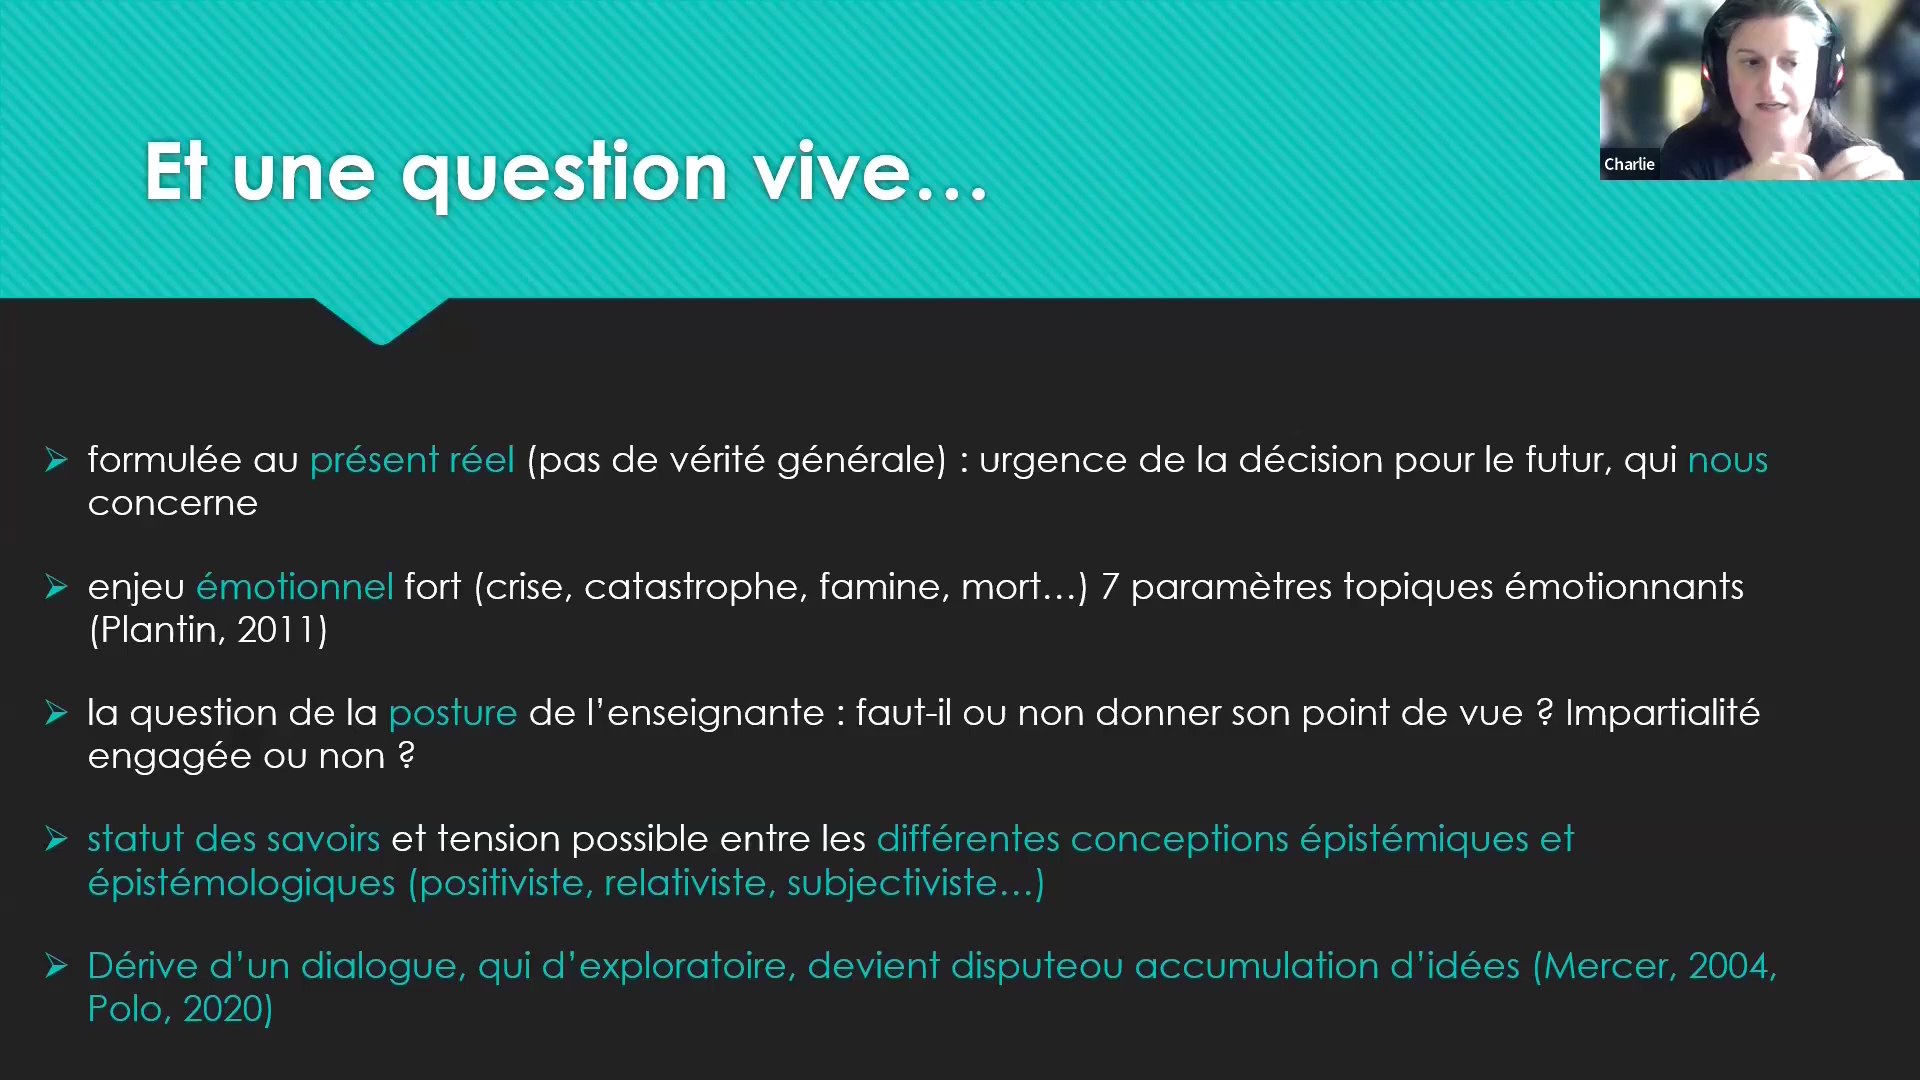 Et une question vive…
Charlie
➢ formulée au présent réel (pas de vérité générale) : urgence de la décision pour le futur, qui nous
concerne
➢ enjeu émotionnel fort (crise, catastrophe, famine, mort…) 7 paramètres topiques émotionnants
(Plantin, 2011)
➢ la question de la posture de l’enseignante : faut-il ou non donner son point de vue ? Impartialité
engagée ou non ?
➢ statut des savoirs et tension possible entre les différentes conceptions épistémiques et
épistémologiques (positiviste, relativiste, subjectiviste…)
➢ Dérive d’un dialogue, qui d’exploratoire, devient disputeou accumulation d’idées (Mercer, 2004,
Polo, 2020)